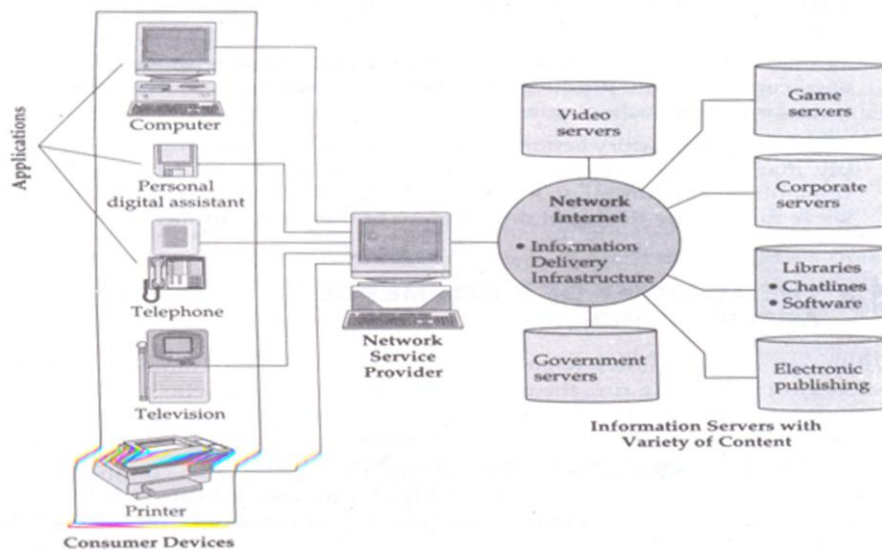 Applications
Computer
Personal
digital assistant
Telephone
Television
Printer
Consumer Devices
Network
Service
Provider
Video
servers
Network
Internet
• Information
Delivery
Infrastructure
Government
servers
Game
servers
Corporate
servers
Libraries
• Chatlines
• Software
Electronic
publishing
Information Servers with
Variety of Content